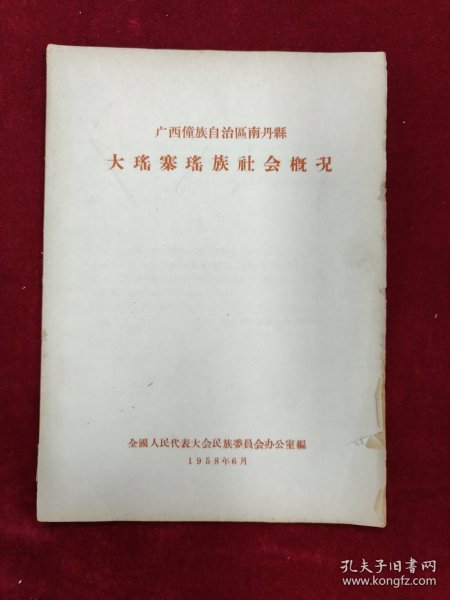 广西僮族自治區南丹縣
大瑤寨瑤族社会概况
全國人民代表大会民族委員会办公室編
1958年6月
孔夫子旧书网
www.kongfz.com